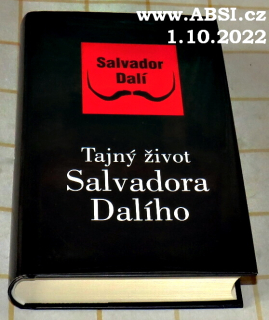 www.ABSI.cz
1.10.2022
Salvador
Dalí
Tajný život
Salvadora
Dalího